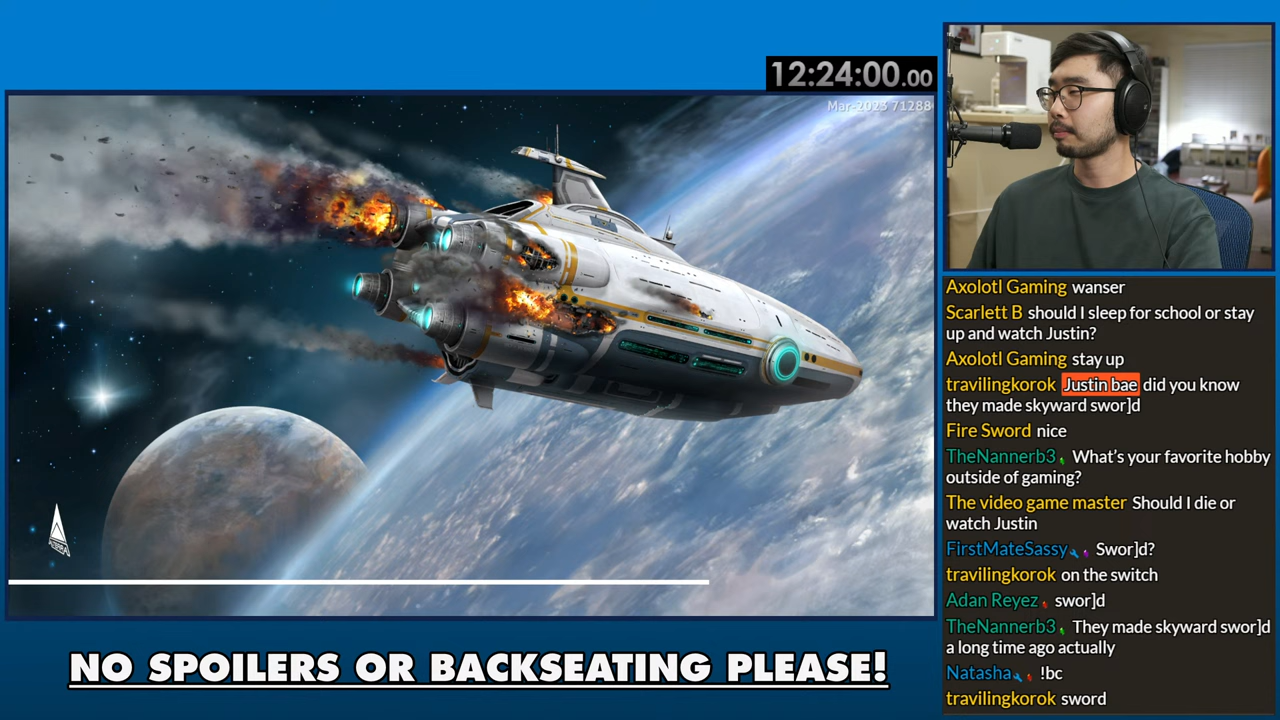 12:24:00.00
Mar-2023 71288
ALTERRA
NO SPOILERS OR BACKSEATING PLEASE!
Axolotl Gaming wanser
Scarlett B should I sleep for school or stay
up and watch Justin?
Axolotl Gaming stay up
travilingkorok Justin bae did you know
they made skyward swor]d
Fire Sword nice
TheNannerb3 What's your favorite hobby
outside of gaming?
The video game master Should I die or
watch Justin
FirstMateSassy Swor]d?
travilingkorok on the switch
Adan Reyez swor]d
TheNannerb3 They made skyward swor]d
a long time ago actually
Natasha !bc
travilingkorok sword